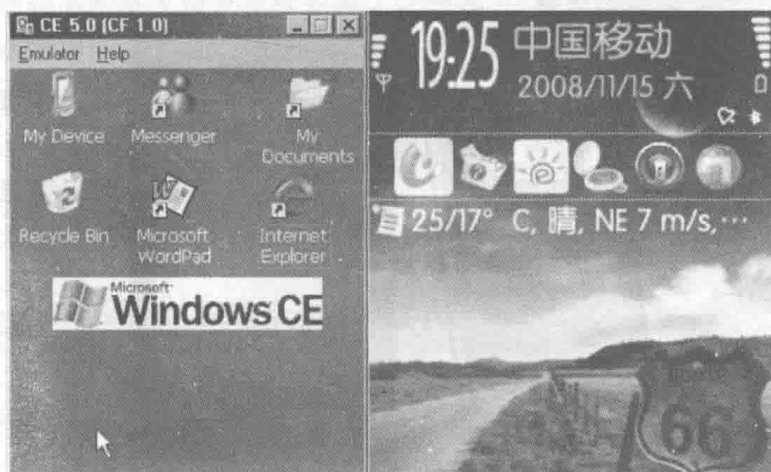 CE 5.0 (CF 1.0)
Emulator Help
My Device
Messenger
My
Documents
Recycle Bin
Microsoft
WordPad
Internet
Explorer
Microsoft
Windows CE
19:25
中国移动
2008/11/15 六
25/17° C, 晴, NE 7 m/s,…
66